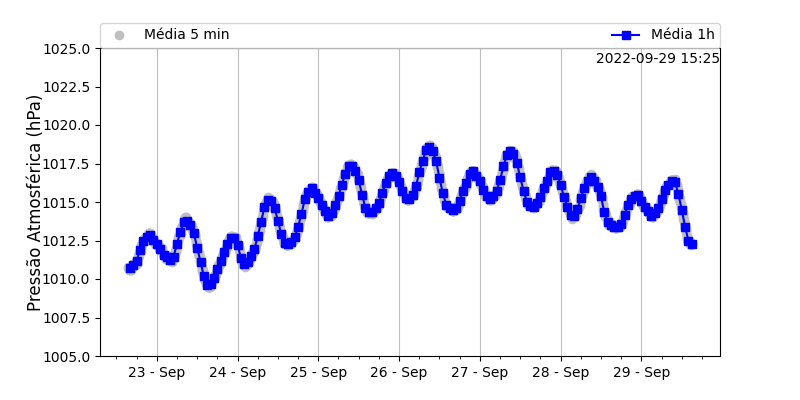 Média 5 min
Média 1h
2022-09-29 15:25
Pressão Atmosférica (hPa)
1025.0
1022.5
1020.0
1017.5
1015.0
1012.5
1010.0
1007.5
1005.0
23 - Sep
24 - Sep
25 - Sep
26 - Sep
27 - Sep
28 - Sep
29 - Sep